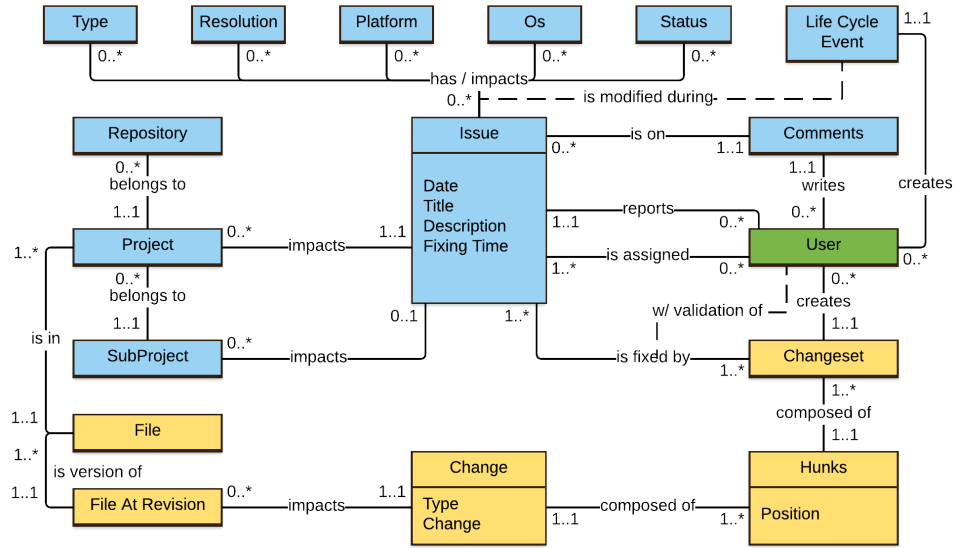 Type
Resolution
Platform
Os
Status
Life Cycle
Event
1..1
0..*
0..*
0..*
0..*
0..*
has / impacts
0..*
is modified during
Repository
Issue
Comments
is on
0..*
1..1
0..*
belongs to
1..1
Date
Title
Description
Fixing Time
1..1
writes
0..*
creates
reports
1..1
0..*
Project
0..*
impacts
1..1
is assigned
1..*
0..*
User
0..*
1..*
0..*
belongs to
1..1
0..*
creates
1..1
w/ validation of
0..1
1..*
is in
SubProject
0..*
impacts
is fixed by
1..*
Changeset
1..*
composed of
1..1
1..1
File
1..*
is version of
1..1
File At Revision
0..*
impacts
1..1
Change
Type
Change
1..1
composed of
1..*
Hunks
Position